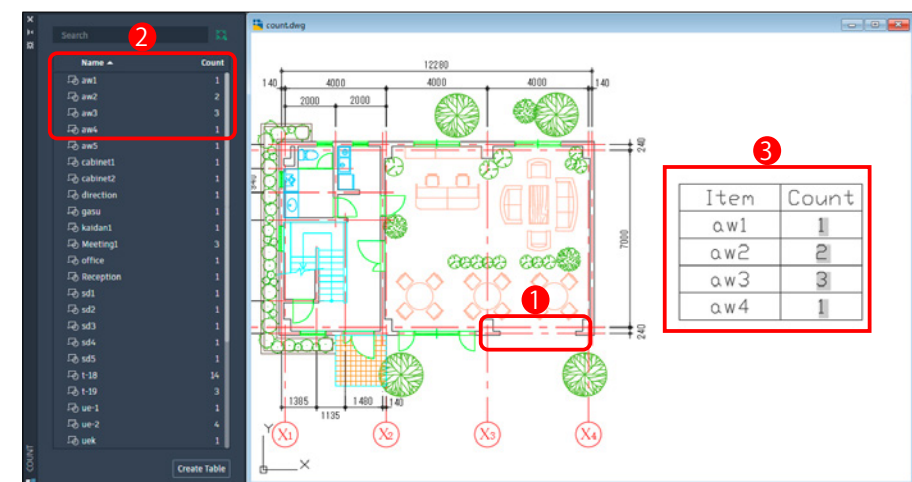 count.dwg
Search
2
Name Count
aw1 1
aw2 2
aw3 3
aw4 1
aw5 1
cabinet1 1
cabinet2 1
direction 1
gasu 1
kaidan1 1
Meeting1 3
office 1
Reception 1
sd1 1
sd2 1
sd3 1
sd4 1
sd5 1
t-18 14
t-19 3
ue-1 1
ue-2 4
uek 1
Create Table
COUNT
12280
140 4000 4000 4000 140
2000 2000
240
7000
240
1
1385 1480 140
1135
X1 X2 X3 X4
Y
X
3
Item Count
aw1 1
aw2 2
aw3 3
aw4 1